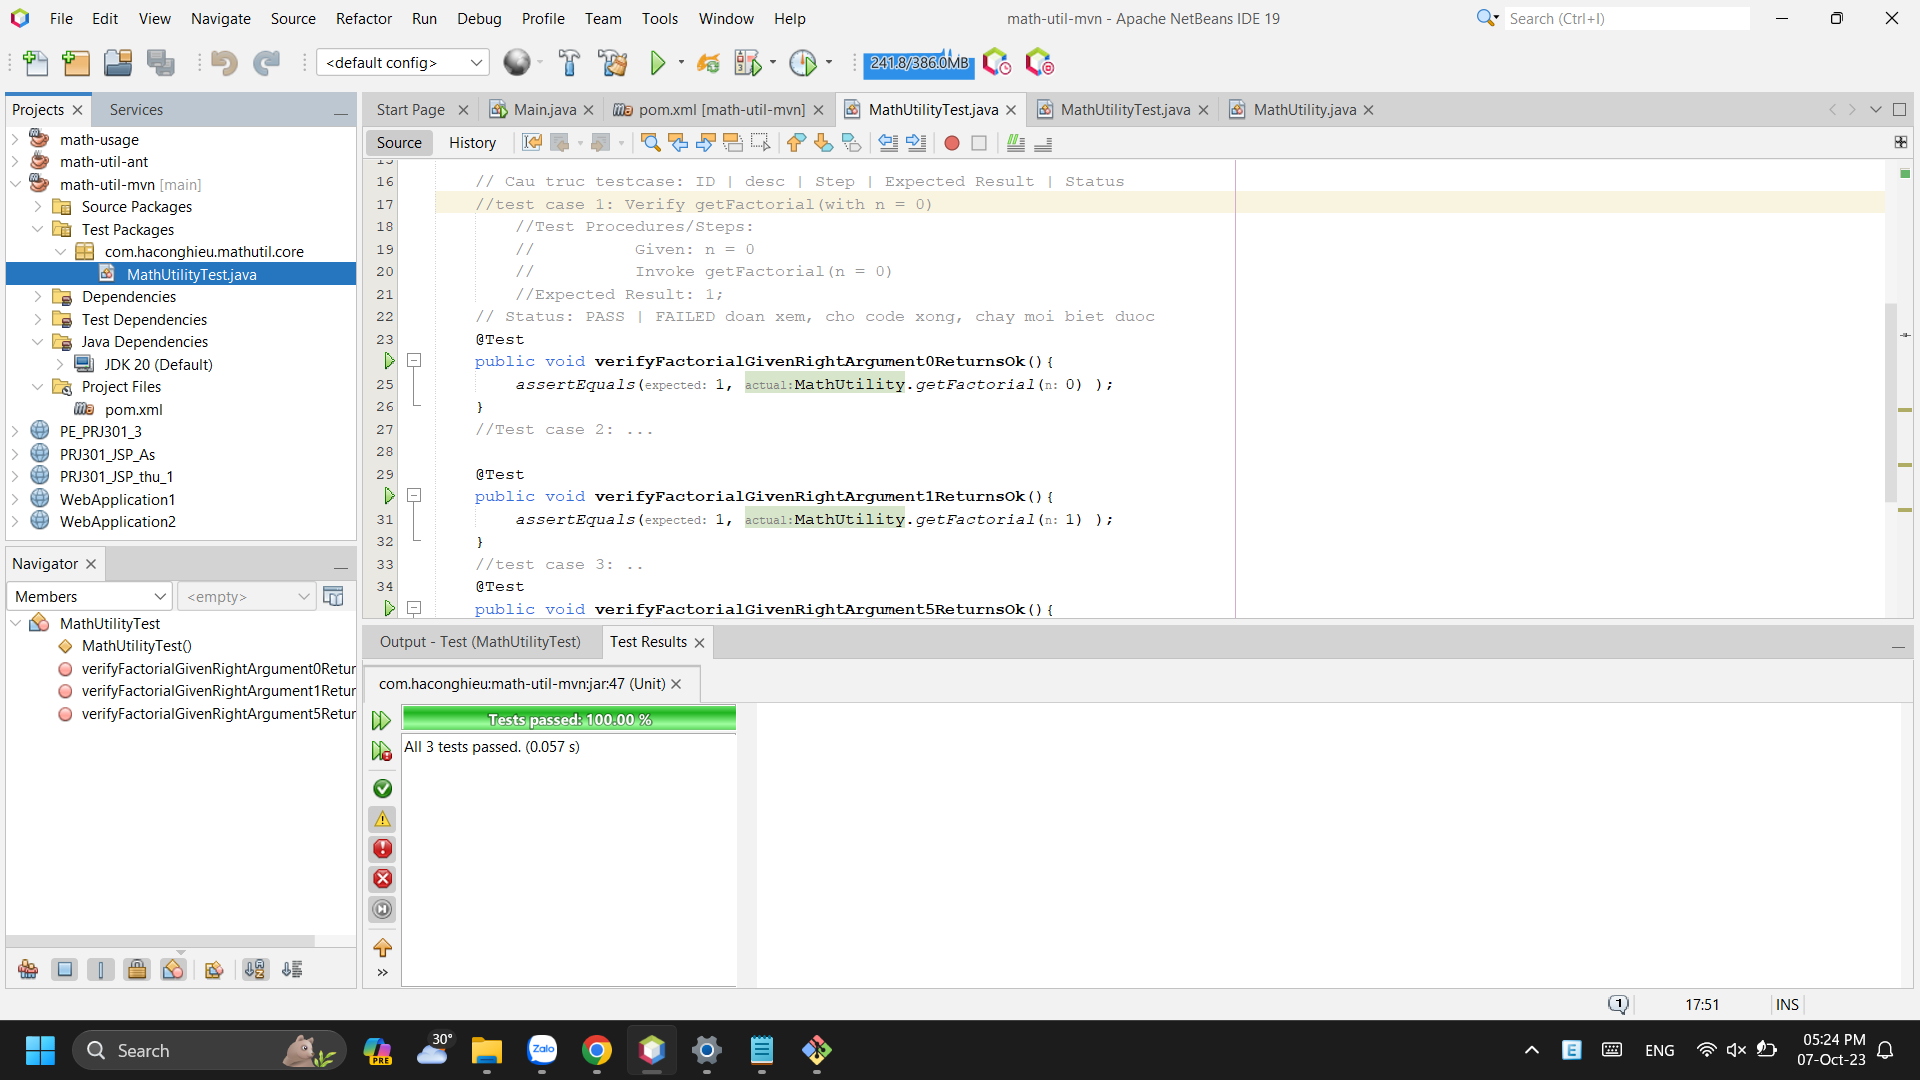 File Edit View Navigate Source Refactor Run Debug Profile Team Tools Window Help
math-util-mvn - Apache NetBeans IDE 19
Search (Ctrl+I)
<default config>
241.8/386.0MB
Projects
Services
math-usage
math-util-ant
math-util-mvn [main]
Source Packages
Test Packages
com.haconghieu.mathutil.core
MathUtilityTest.java
Dependencies
Test Dependencies
Java Dependencies
JDK 20 (Default)
Project Files
pom.xml
PE_PRJ301_3
PRJ301_JSP_As
PRJ301_JSP_thu_1
WebApplication1
WebApplication2
Navigator
Members
<empty>
MathUtilityTest
MathUtilityTest()
verifyFactorialGivenRightArgument0Retur
verifyFactorialGivenRightArgument1Retur
verifyFactorialGivenRightArgument5Retur
Start Page
Main.java
pom.xml [math-util-mvn]
MathUtilityTest.java
MathUtilityTest.java
MathUtility.java
Source
History
15
16 // Cau truc testcase: ID | desc | Step | Expected Result | Status
17 //test case 1: Verify getFactorial(with n = 0)
18 //Test Procedures/Steps:
19 // Given: n = 0
20 // Invoke getFactorial(n = 0)
21 //Expected Result: 1;
22 // Status: PASS | FAILED doan xem, cho code xong, chay moi biet duoc
23 @Test
public void verifyFactorialGivenRightArgument0ReturnsOk(){
25 assertEquals(expected: 1, actual:MathUtility.getFactorial(n: 0) );
26 }
27 //Test case 2: ...
28
29 @Test
public void verifyFactorialGivenRightArgument1ReturnsOk(){
31 assertEquals(expected: 1, actual:MathUtility.getFactorial(n: 1) );
32 }
33 //test case 3: ..
34 @Test
public void verifyFactorialGivenRightArgument5ReturnsOk(){
Output - Test (MathUtilityTest)
Test Results
com.haconghieu:math-util-mvn:jar:47 (Unit)
Tests passed: 100.00 %
All 3 tests passed. (0.057 s)
1
17:51
INS
Search
PRE
30°
Zalo
E
ENG
05:24 PM
07-Oct-23